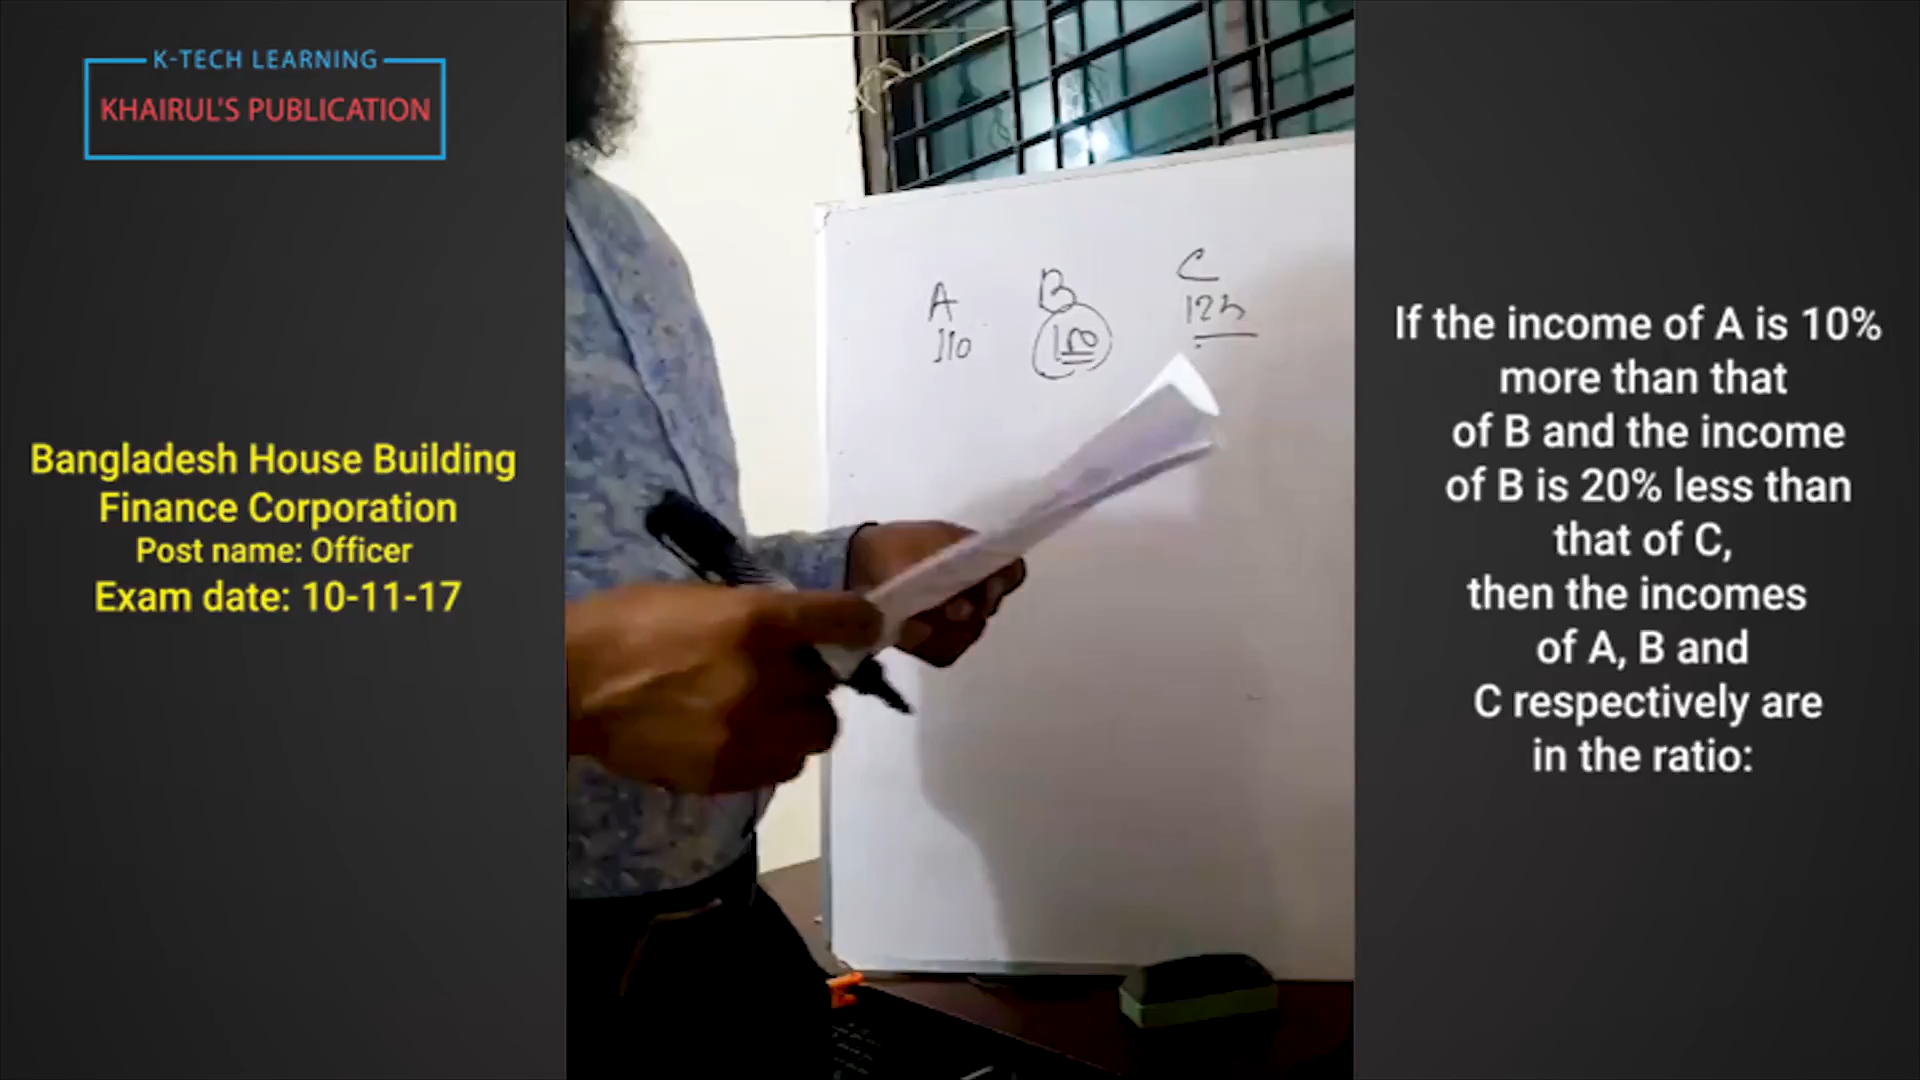 K-TECH LEARNING
KHAIRUL'S PUBLICATION
Bangladesh House Building
Finance Corporation
Post name: Officer
Exam date: 10-11-17
A B C
110 100 125
If the income of A is 10%
more than that
of B and the income
of B is 20% less than
that of C,
then the incomes
of A, B and
C respectively are
in the ratio: